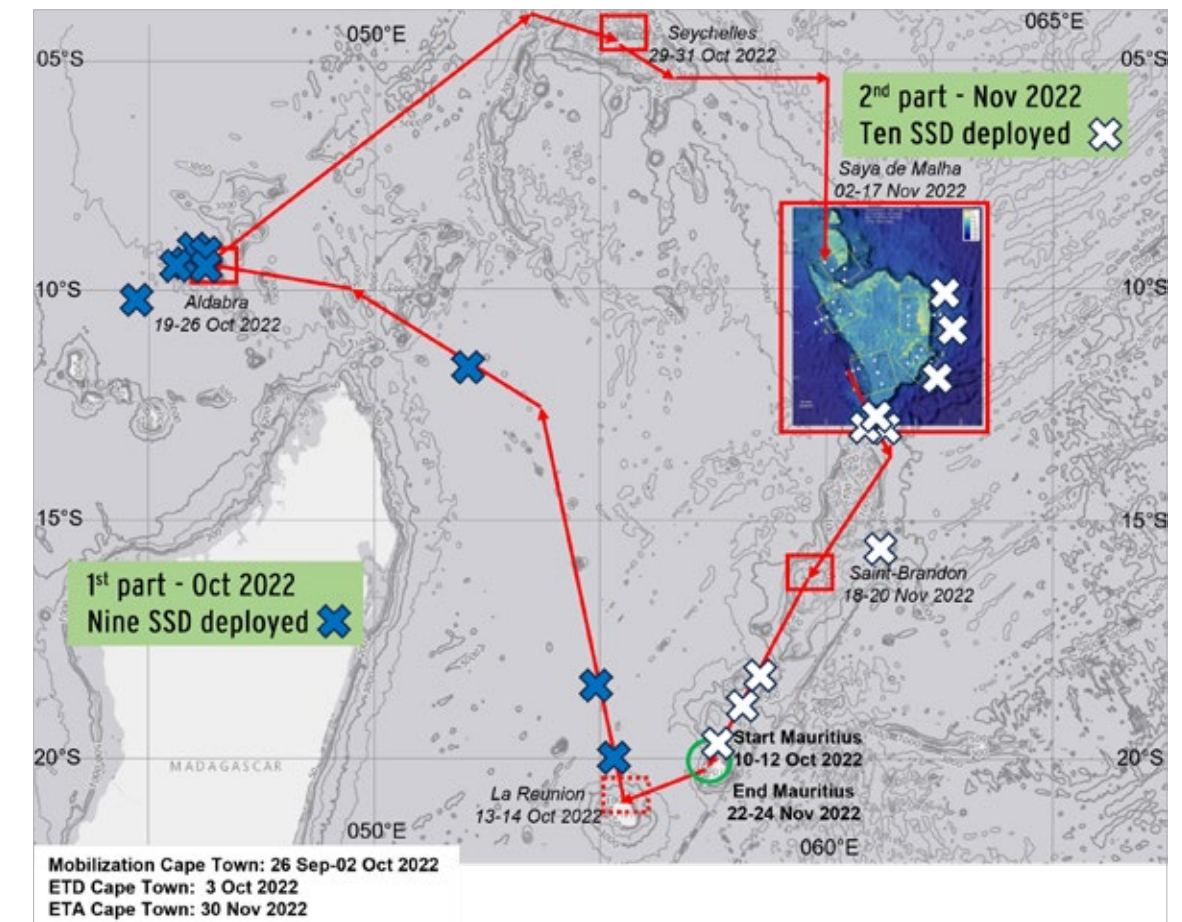 050°E
065°E
05°S
05°S
Seychelles
29-31 Oct 2022
2nd part - Nov 2022
Ten SSD deployed
Saya de Malha
02-17 Nov 2022
10°S
10°S
Aldabra
19-26 Oct 2022
15°S
15°S
1st part - Oct 2022
Nine SSD deployed
Saint-Brandon
18-20 Nov 2022
Start Mauritius
10-12 Oct 2022
20°S
20°S
MADAGASCAR
End Mauritius
22-24 Nov 2022
La Reunion
13-14 Oct 2022
050°E
060°E
Mobilization Cape Town: 26 Sep-02 Oct 2022
ETD Cape Town: 3 Oct 2022
ETA Cape Town: 30 Nov 2022